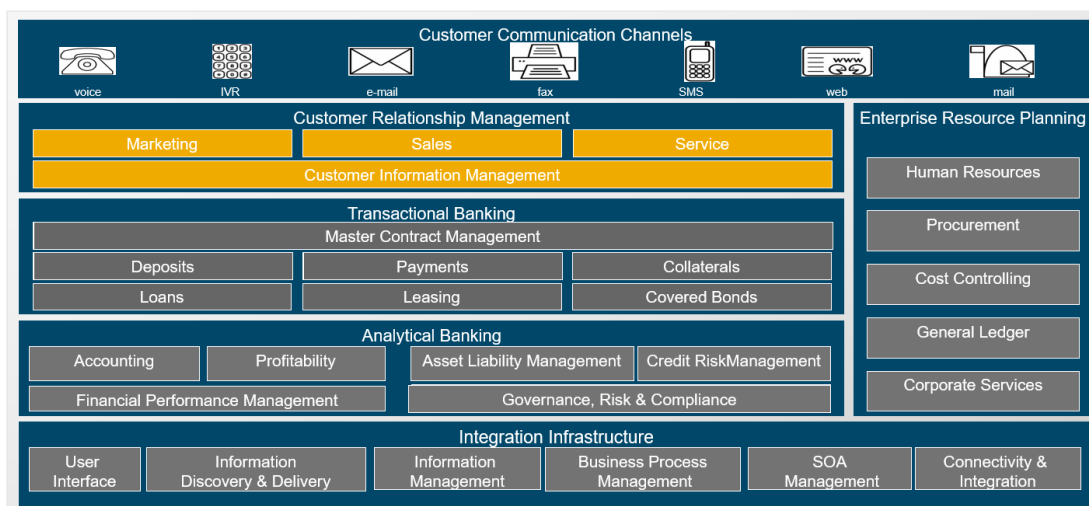 Customer Communication Channels
WWW
voice
IVR
e-mail
fax
SMS
web
mail
Customer Relationship Management
Marketing
Sales
Service
Customer Information Management
Enterprise Resource Planning
Human Resources
Procurement
Cost Controlling
General Ledger
Corporate Services
Transactional Banking
Master Contract Management
Deposits
Payments
Collaterals
Loans
Leasing
Covered Bonds
Analytical Banking
Accounting
Profitability
Asset Liability Management
Credit RiskManagement
Financial Performance Management
Governance, Risk & Compliance
Integration Infrastructure
User
Interface
Information
Discovery & Delivery
Information
Management
Business Process
Management
SOA
Management
Connectivity &
Integration